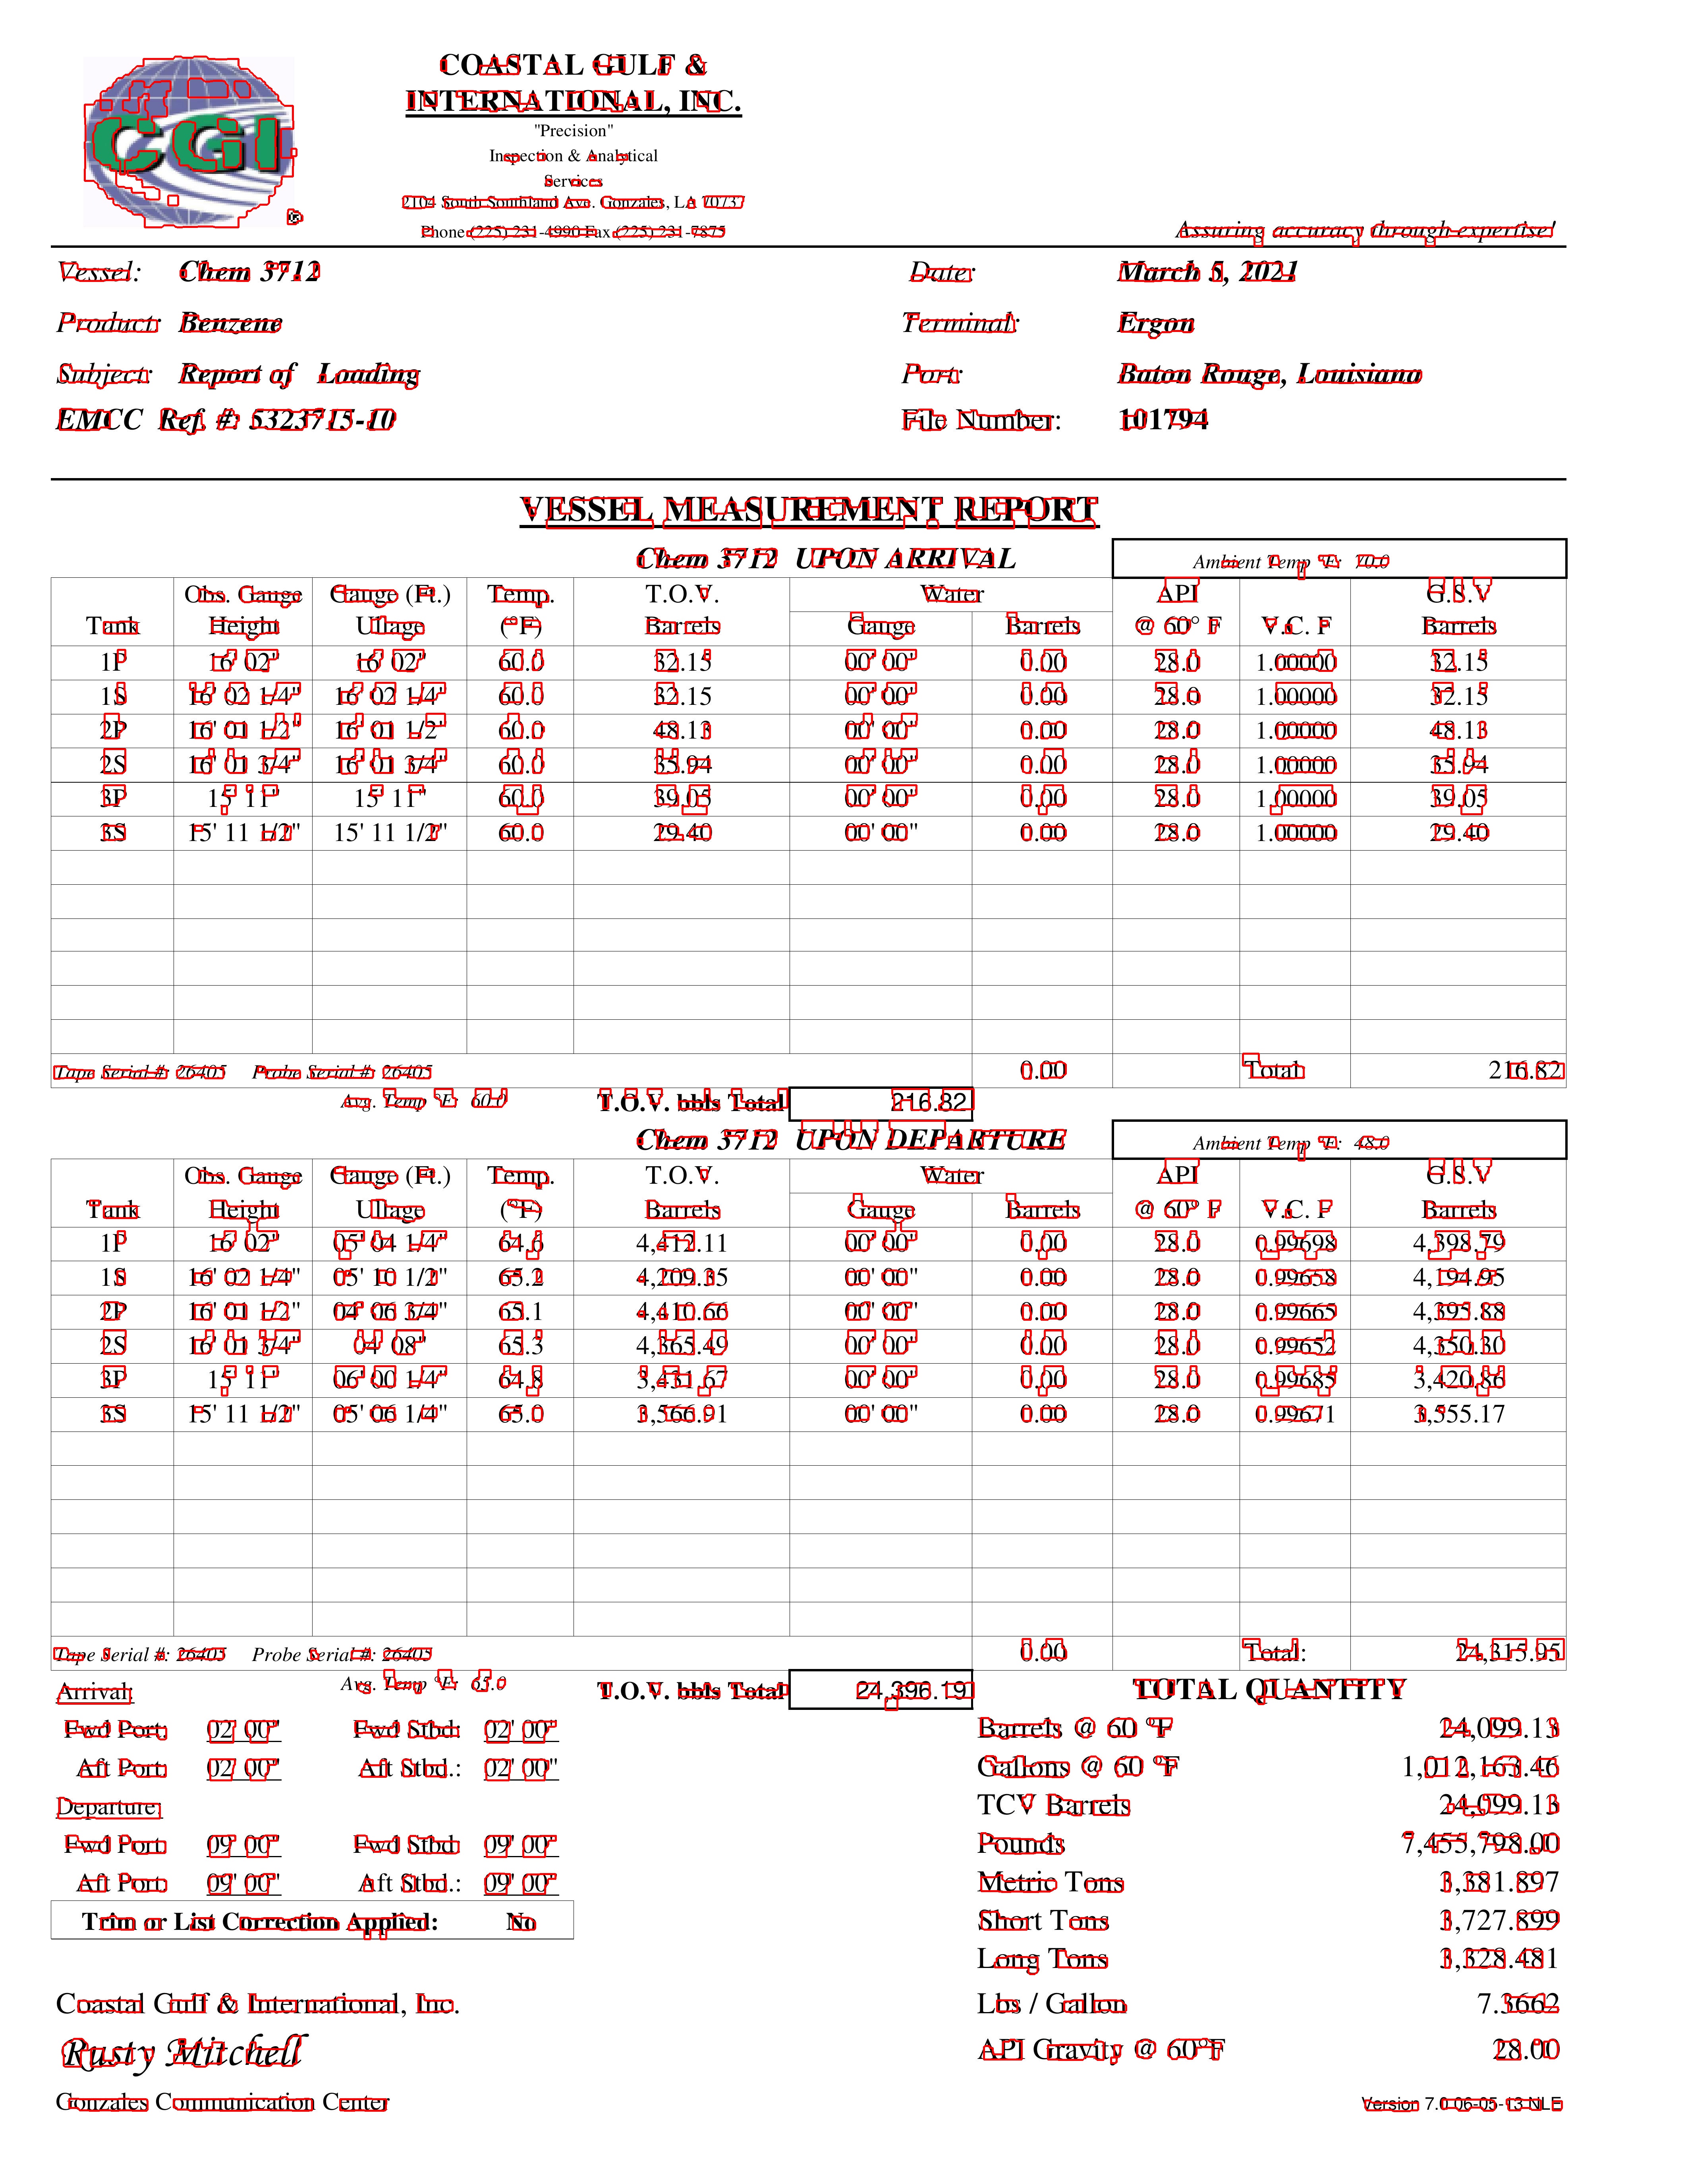 COASTAL GULF &
INTERNATIONAL, INC.
"Precision"
Inspection & Analytical
Services
2104 South Southland Ave. Gonzales, LA 70737
Phone (225) 231-4990 Fax (225) 231-7875
CGI
Assuring accuracy through expertise!
Vessel: Chem 3712 Date: March 5, 2021
Product: Benzene Terminal: Ergon
Subject: Report of Loading Port: Baton Rouge, Louisiana
EMCC Ref. #: 5323713-10 File Number: 101794
VESSEL MEASUREMENT REPORT
Chem 3712 UPON ARRIVAL Ambient Temp °F: 70.0
Obs. Gauge Gauge (Ft.) Temp. T.O.V. Water API G.S.V
Tank Height Ullage (°F) Barrels Gauge Barrels @ 60° F V.C. F Barrels
1P 16' 02" 16' 02" 60.0 32.15 00' 00" 0.00 28.0 1.00000 32.15
1S 16' 02 1/4" 16' 02 1/4" 60.0 32.15 00' 00" 0.00 28.0 1.00000 32.15
2P 16' 01 1/2" 16' 01 1/2" 60.0 48.13 00' 00" 0.00 28.0 1.00000 48.13
2S 16' 01 3/4" 16' 01 3/4" 60.0 35.94 00' 00" 0.00 28.0 1.00000 35.94
3P 15' 11" 15' 11" 60.0 39.05 00' 00" 0.00 28.0 1.00000 39.05
3S 15' 11 1/2" 15' 11 1/2" 60.0 29.40 00' 00" 0.00 28.0 1.00000 29.40
Tape Serial #: 26405 Probe Serial #: 26405 0.00 Total: 216.82
Avg. Temp °F: 60.0 T.O.V. bbls Total 216.82
Chem 3712 UPON DEPARTURE Ambient Temp °F: 48.0
Obs. Gauge Gauge (Ft.) Temp. T.O.V. Water API G.S.V
Tank Height Ullage (°F) Barrels Gauge Barrels @ 60° F V.C. F Barrels
1P 16' 02" 05' 04 1/4" 64.6 4,412.11 00' 00" 0.00 28.0 0.99698 4,398.79
1S 16' 02 1/4" 05' 10 1/2" 65.2 4,209.35 00' 00" 0.00 28.0 0.99658 4,194.95
2P 16' 01 1/2" 04' 06 3/4" 65.1 4,410.66 00' 00" 0.00 28.0 0.99665 4,395.88
2S 16' 01 3/4" 04' 08" 65.3 4,365.49 00' 00" 0.00 28.0 0.99652 4,350.30
3P 15' 11" 06' 00 1/4" 64.8 3,431.67 00' 00" 0.00 28.0 0.99685 3,420.86
3S 15' 11 1/2" 05' 06 1/4" 65.0 3,566.91 00' 00" 0.00 28.0 0.99671 3,555.17
Tape Serial #: 26405 Probe Serial #: 26405 0.00 Total: 24,315.95
Avg. Temp °F: 65.0 T.O.V. bbls Total 24,396.19
Arrival: TOTAL QUANTITY
Fwd Port: 02' 00" Fwd Stbd: 02' 00" Barrels @ 60 °F 24,099.13
Aft Port: 02' 00" Aft Stbd.: 02' 00" Gallons @ 60 °F 1,012,163.46
Departure: TCV Barrels 24,099.13
Fwd Port: 09' 00" Fwd Stbd: 09' 00" Pounds 7,455,798.00
Aft Port: 09' 00" Aft Stbd.: 09' 00" Metric Tons 3,381.897
Trim or List Correction Applied: No Short Tons 3,727.899
Long Tons 3,328.481
Coastal Gulf & International, Inc. Lbs / Gallon 7.3662
Rusty Mitchell API Gravity @ 60°F 28.00
Gonzales Communication Center Version 7.0 06-05-13 NLE